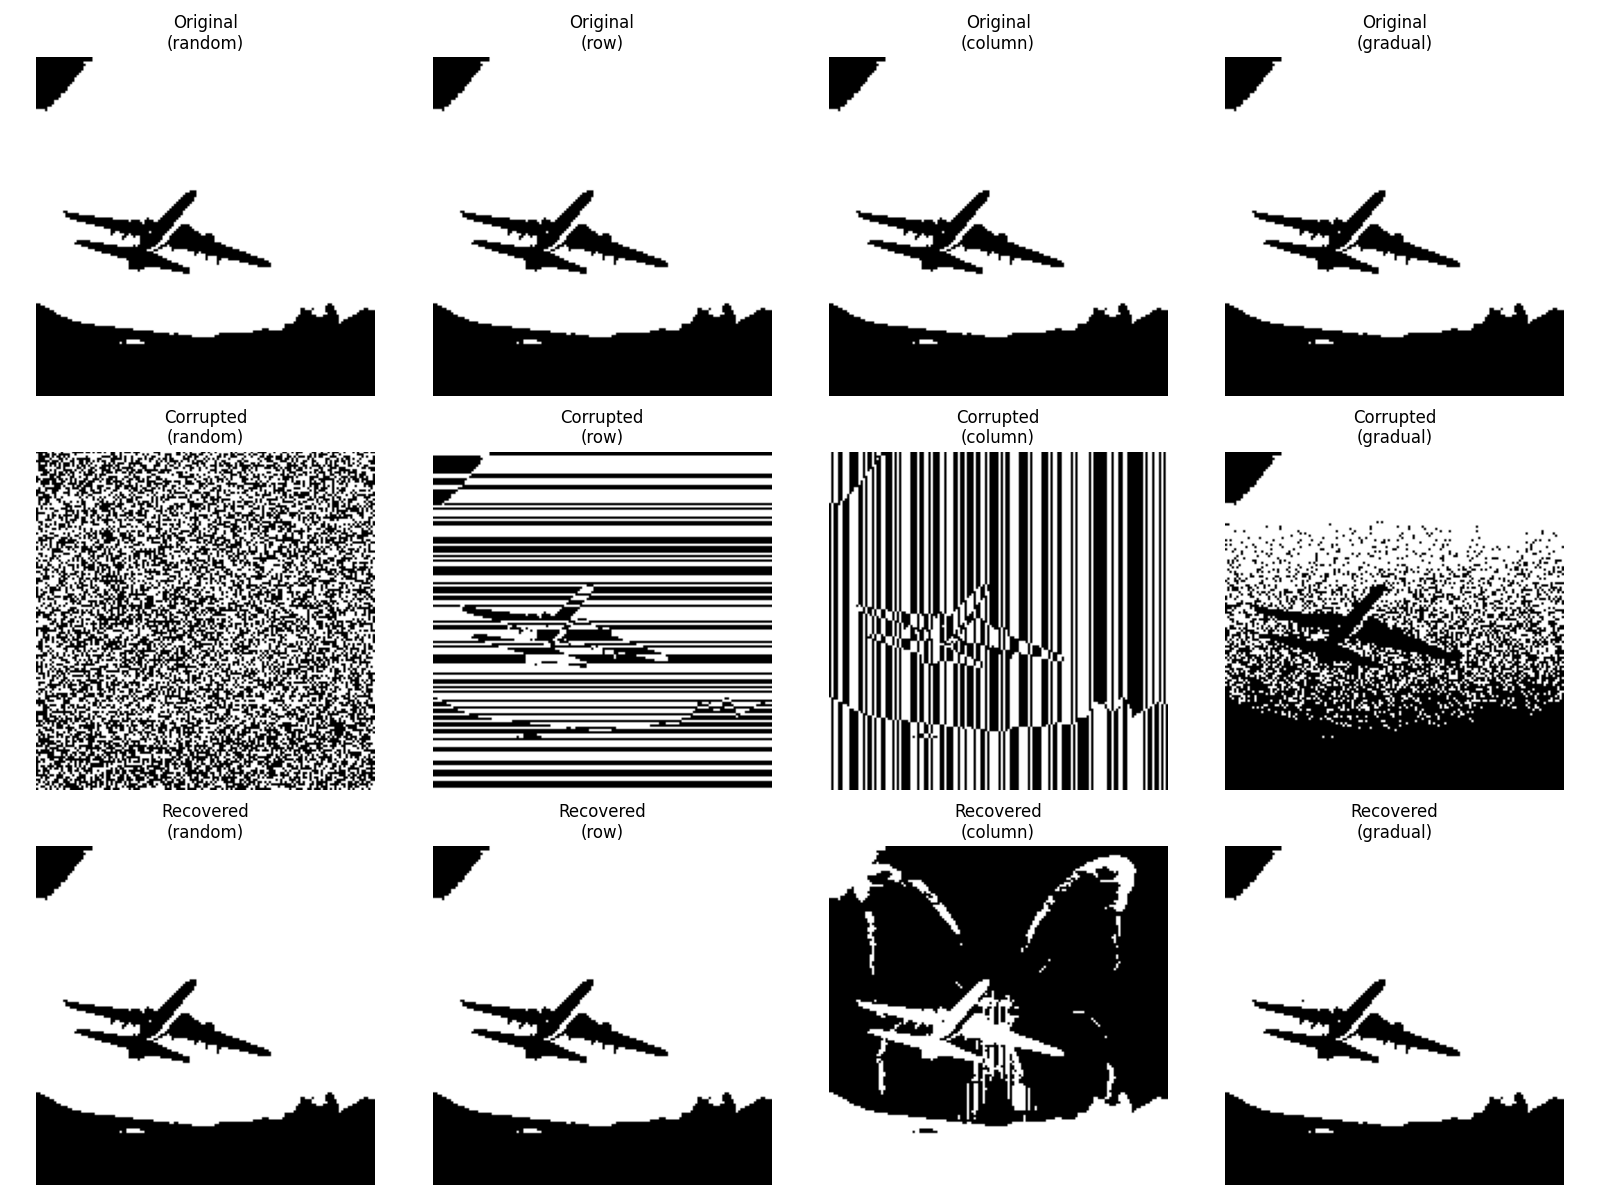 Original
(random)
Original
(row)
Original
(column)
Original
(gradual)
Corrupted
(random)
Corrupted
(row)
Corrupted
(column)
Corrupted
(gradual)
Recovered
(random)
Recovered
(row)
Recovered
(column)
Recovered
(gradual)